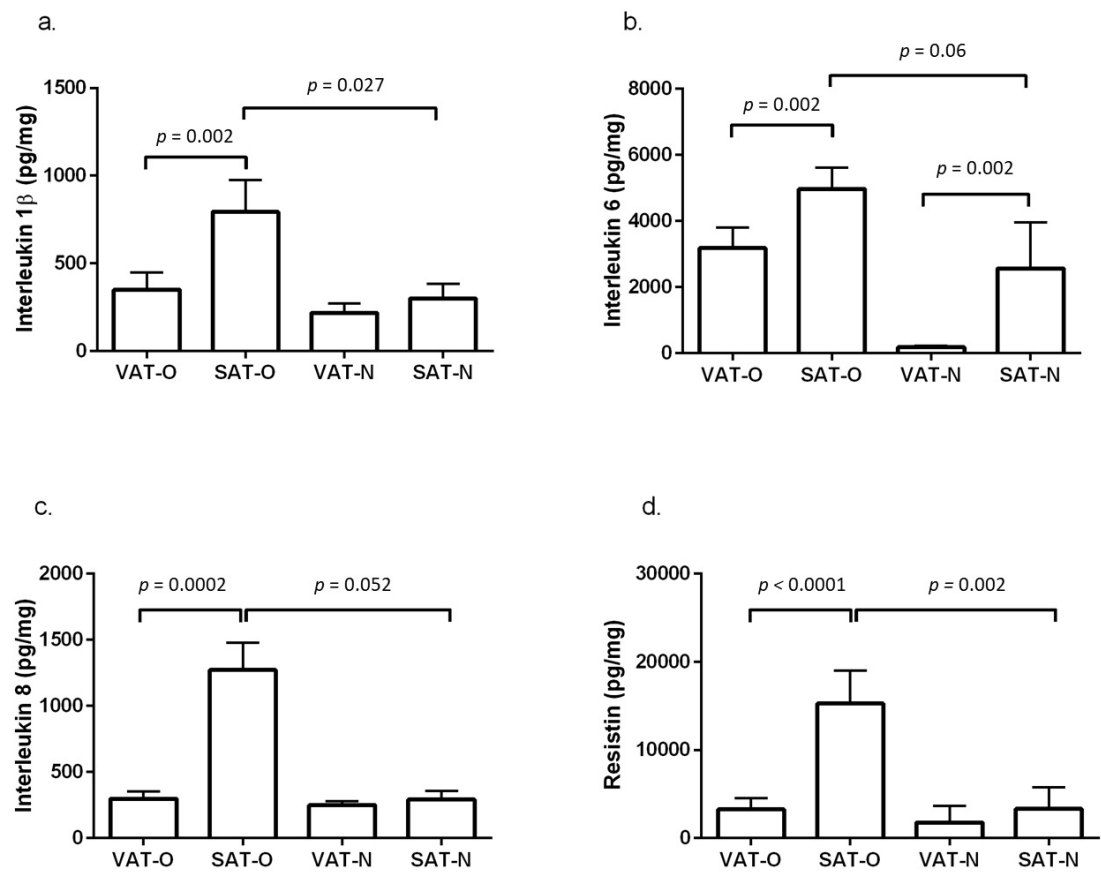 a.
Interleukin 1β (pg/mg)
1500
1000
500
0
p = 0.002
p = 0.027
VAT-O SAT-O VAT-N SAT-N
b.
Interleukin 6 (pg/mg)
8000
6000
4000
2000
0
p = 0.06
p = 0.002
p = 0.002
VAT-O SAT-O VAT-N SAT-N
c.
Interleukin 8 (pg/mg)
2000
1500
1000
500
0
p = 0.0002
p = 0.052
VAT-O SAT-O VAT-N SAT-N
d.
Resistin (pg/mg)
30000
20000
10000
0
p < 0.0001
p = 0.002
VAT-O SAT-O VAT-N SAT-N